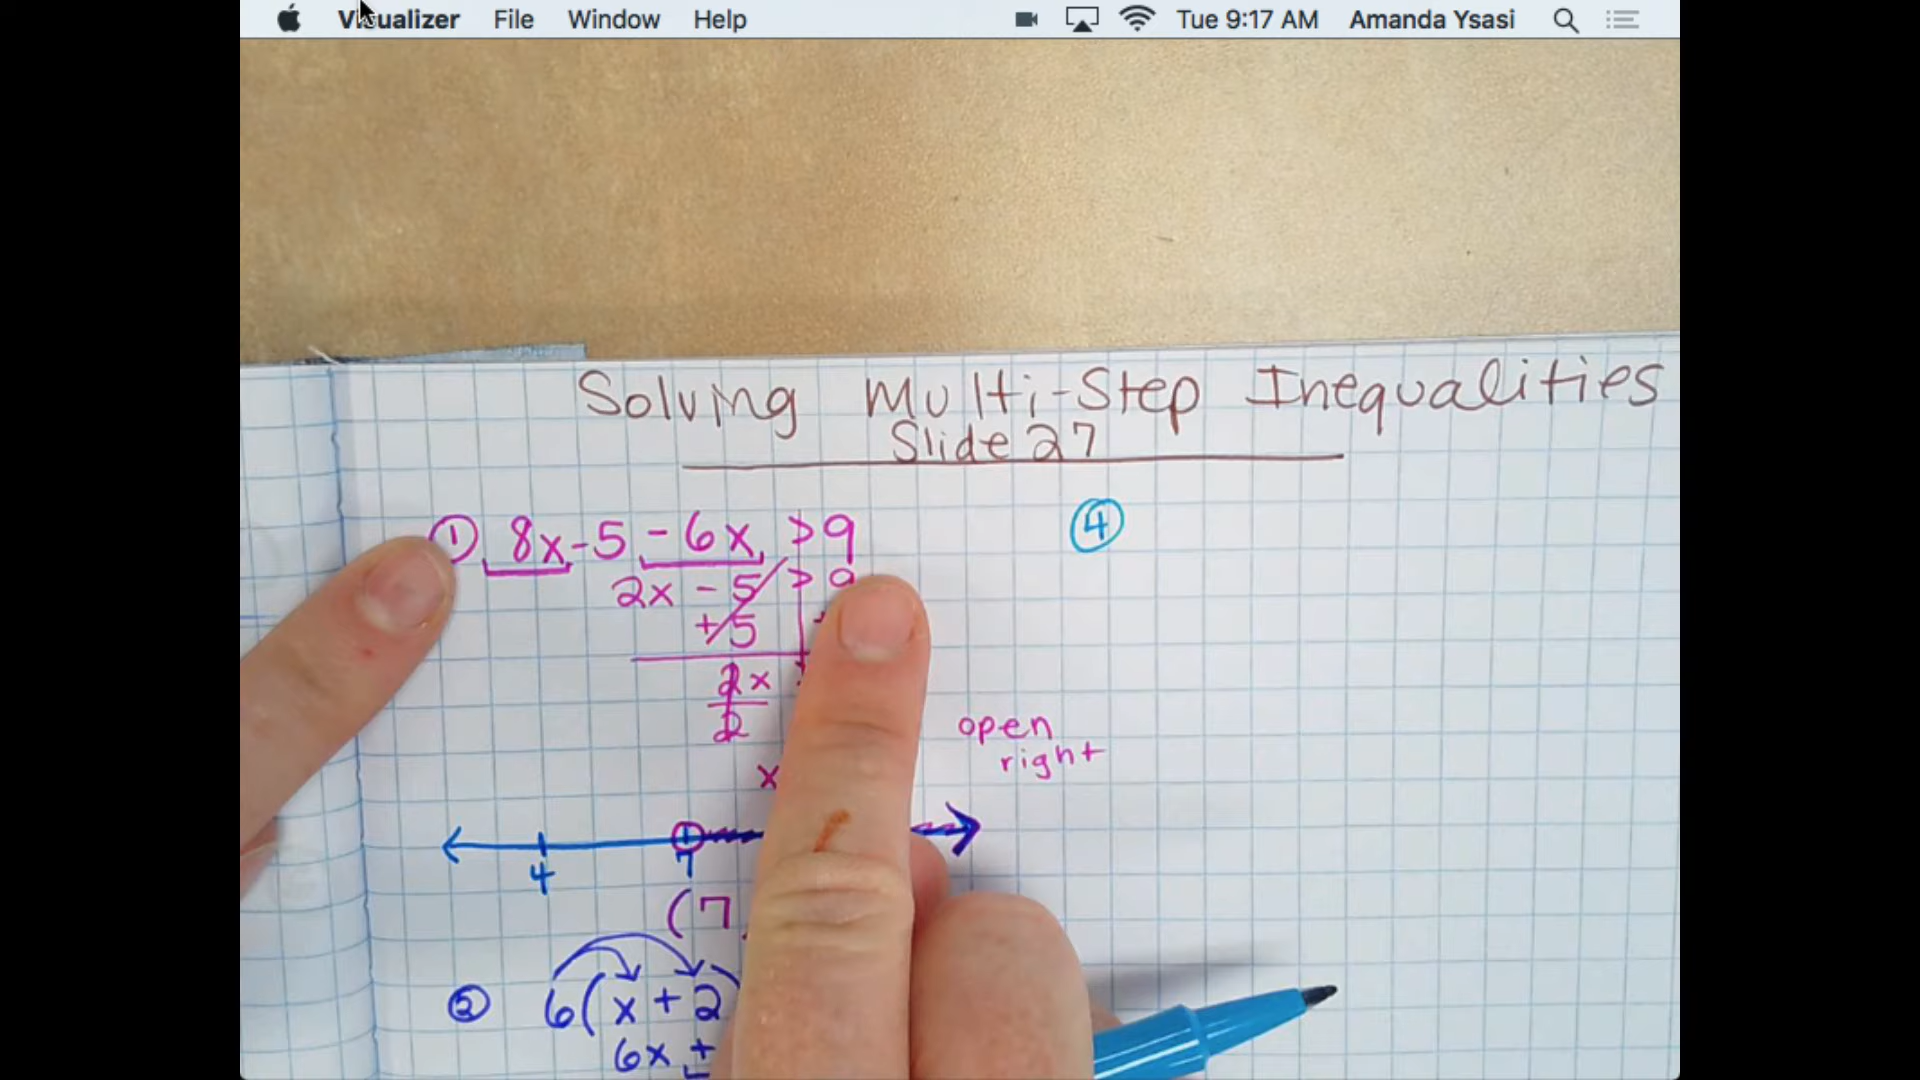 Visualizer File Window Help Tue 9:17 AM Amanda Ysasi
Solving Multi-Step Inequalities
Slide 27
① 8x-5-6x > 9
2x - 5 > 9
+5 +
2x
2
x
open
right
4 7
(7,
② 6(x+2)
6x +
④